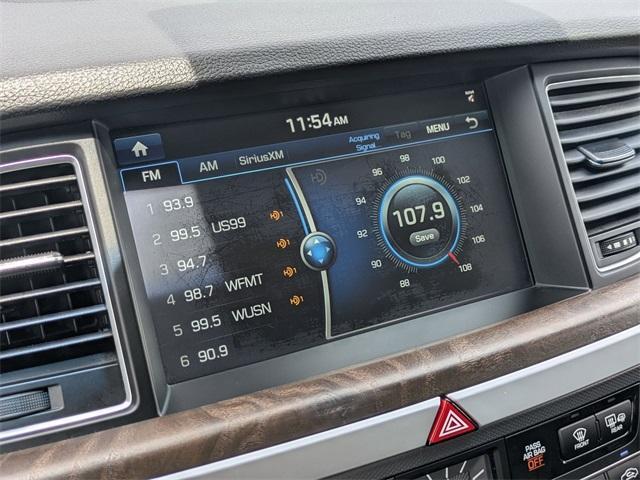 11:54 AM
FM AM SiriusXM Acquiring Signal Tag MENU
1 93.9
2 99.5 US99
3 94.7
4 98.7 WFMT
5 99.5 WUSN
6 90.9
88 90 92 94 96 98 100 102 104 106 108
107.9
Save
PASS
AIR BAG
OFF
FRONT
REAR